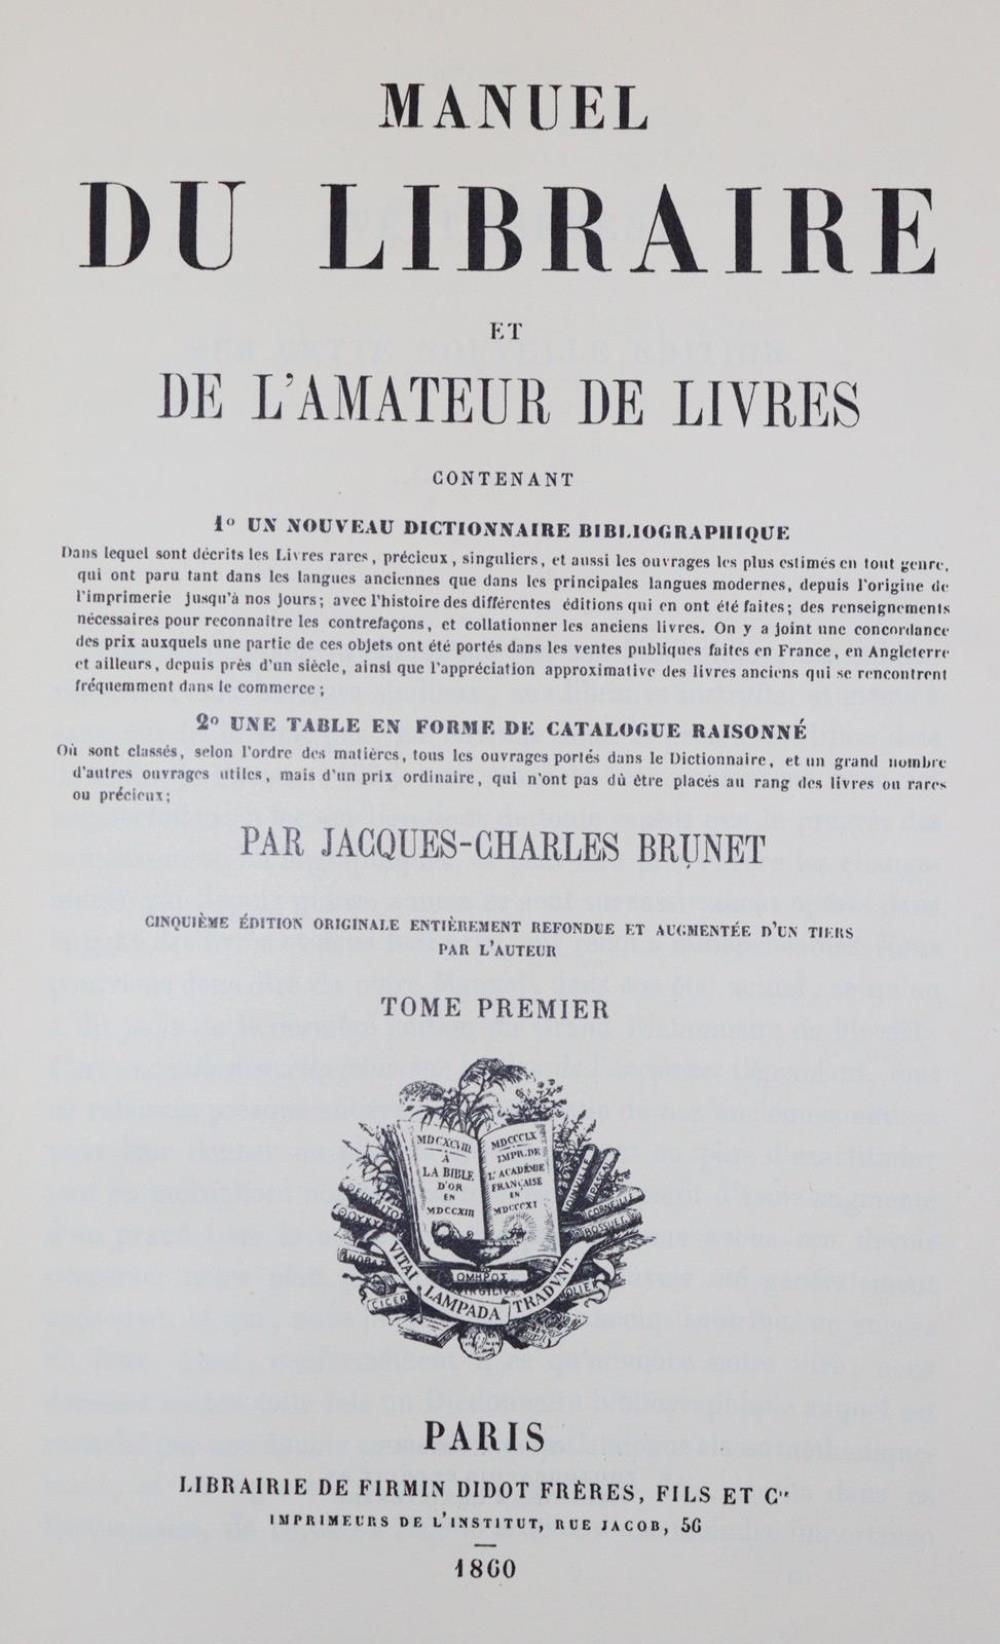 MANUEL
DU LIBRAIRE
ET
DE L'AMATEUR DE LIVRES
CONTENANT
1º UN NOUVEAU DICTIONNAIRE BIBLIOGRAPHIQUE
Dans lequel sont décrits les Livres rares, précieux, singuliers, et aussi les ouvrages les plus estimés en tout genre,
qui ont paru tant dans les langues anciennes que dans les principales langues modernes, depuis l'origine de
l'imprimerie jusqu'à nos jours; avec l'histoire des différentes éditions qui en ont été faites; des renseignements
nécessaires pour reconnaître les contrefaçons, et collationner les anciens livres. On y a joint une concordance
des prix auxquels une partie de ces objets ont été portés dans les ventes publiques faites en France, en Angleterre
et ailleurs, depuis près d'un siècle, ainsi que l'appréciation approximative des livres anciens qui se rencontrent
fréquemment dans le commerce;
2º UNE TABLE EN FORME DE CATALOGUE RAISONNÉ
Où sont classés, selon l'ordre des matières, tous les ouvrages portés dans le Dictionnaire, et un grand nombre
d'autres ouvrages utiles, mais d'un prix ordinaire, qui n'ont pas dû être placés au rang des livres ou rares
ou précieux;
PAR JACQUES-CHARLES BRUNET
CINQUIÈME ÉDITION ORIGINALE ENTIÈREMENT REFONDUE ET AUGMENTÉE D'UN TIERS
PAR L'AUTEUR
TOME PREMIER
MDCXCVIII
À
LA BIBLE
D'OR
EN
MDCCXIII
MDCCCLX
IMPR. DE
L'ACADÉMIE
FRANÇAISE
EN
MDCCCXI
JOINVILLE
CORNEILLE
BOSSUET
CICER
ΟΜΗΡΟΣ
VIRGILIUS
MOLIER
VITAI LAMPADA TRADVNT.
PARIS
LIBRAIRIE DE FIRMIN DIDOT FRÈRES, FILS ET Cie
IMPRIMEURS DE L'INSTITUT, RUE JACOB, 56
1860